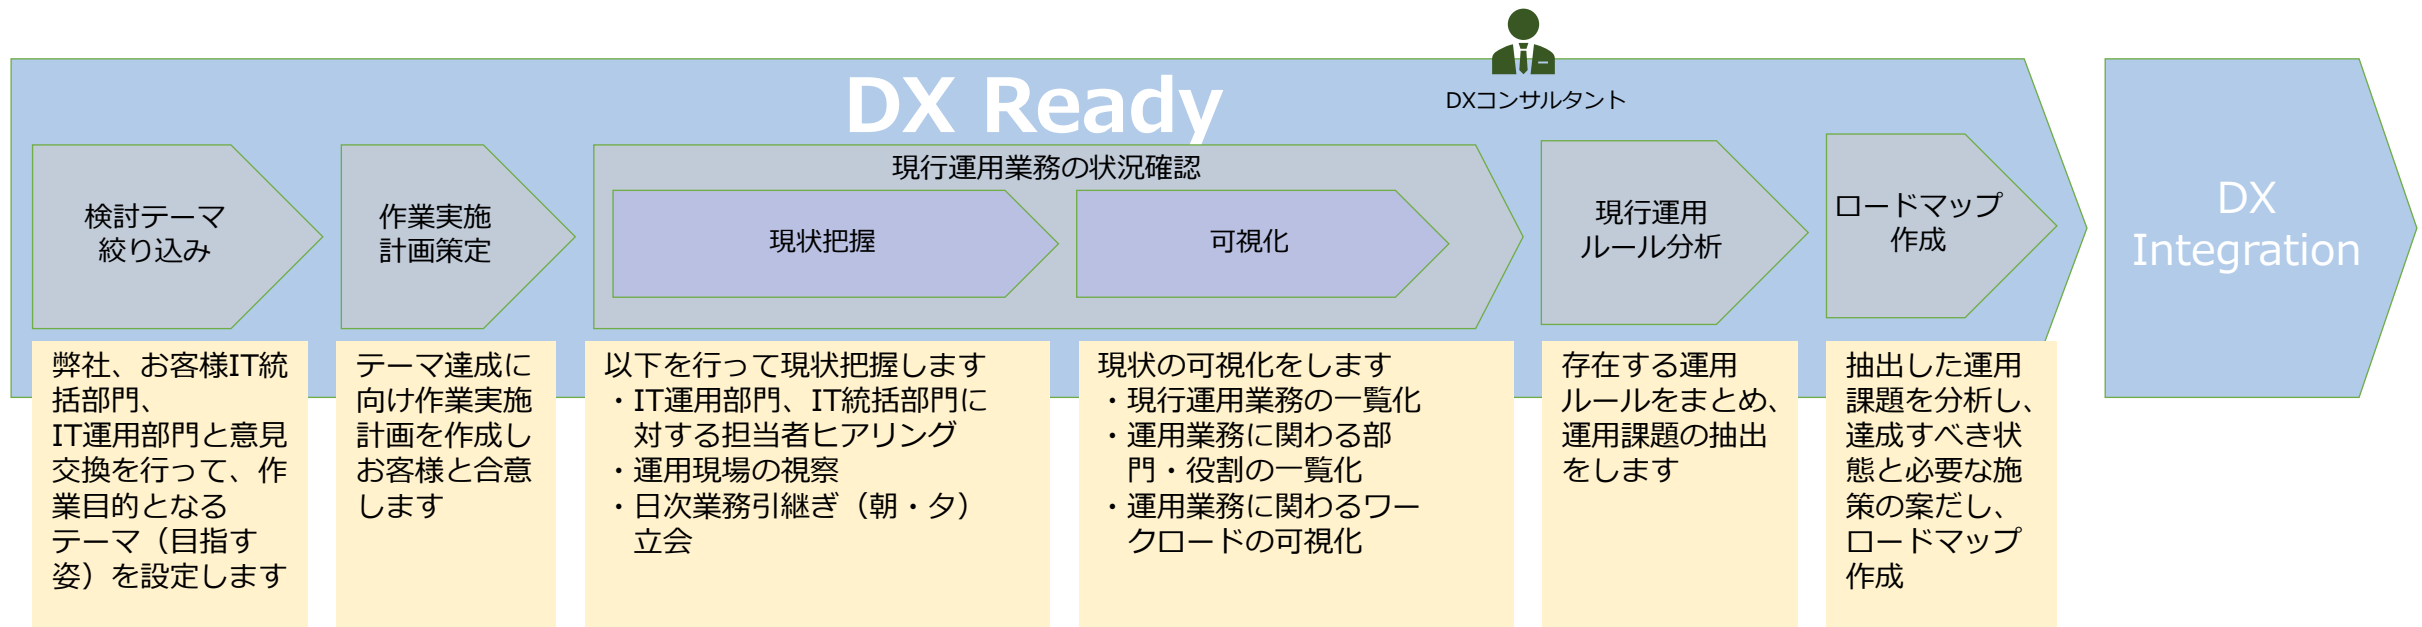 DX Ready
DXコンサルタント
検討テーマ
絞り込み
作業実施
計画策定
現行運用業務の状況確認
現状把握
可視化
現行運用
ルール分析
ロードマップ
作成
DX
Integration
弊社、お客様IT統
括部門、
IT運用部門と意見
交換を行って、作
業目的となる
テーマ（目指す
姿）を設定します
テーマ達成に
向け作業実施
計画を作成し
お客様と合意
します
以下を行って現状把握します
・IT運用部門、IT統括部門に
対する担当者ヒアリング
・運用現場の視察
・日次業務引継ぎ（朝・夕）
立会
現状の可視化をします
・現行運用業務の一覧化
・運用業務に関わる部
門・役割の一覧化
・運用業務に関わるワー
クロードの可視化
存在する運用
ルールをまとめ、
運用課題の抽出
をします
抽出した運用
課題を分析し、
達成すべき状
態と必要な施
策の案だし、
ロードマップ
作成